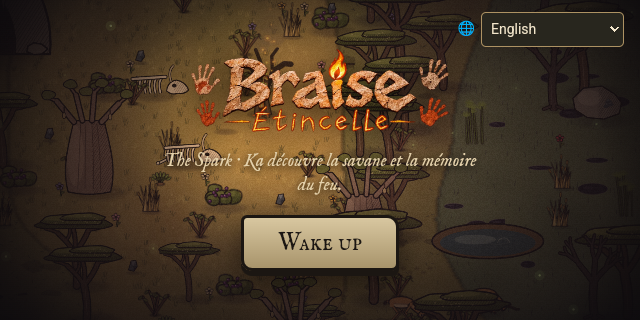 English
Braise
Étincelle
The Spark · Ka découvre la savane et la mémoire
du feu.
Wake up